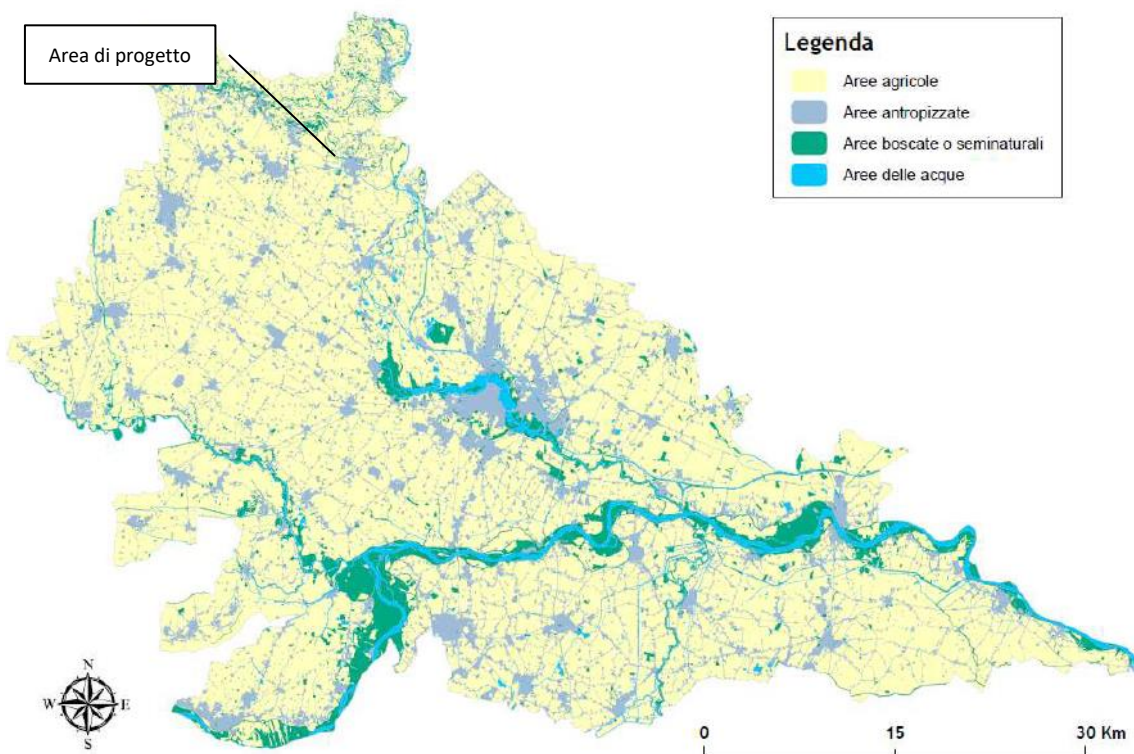 Area di progetto
Legenda
Aree agricole
Aree antropizzate
Aree boscate o seminaturali
Aree delle acque
N
W E
S
0 15 30 Km